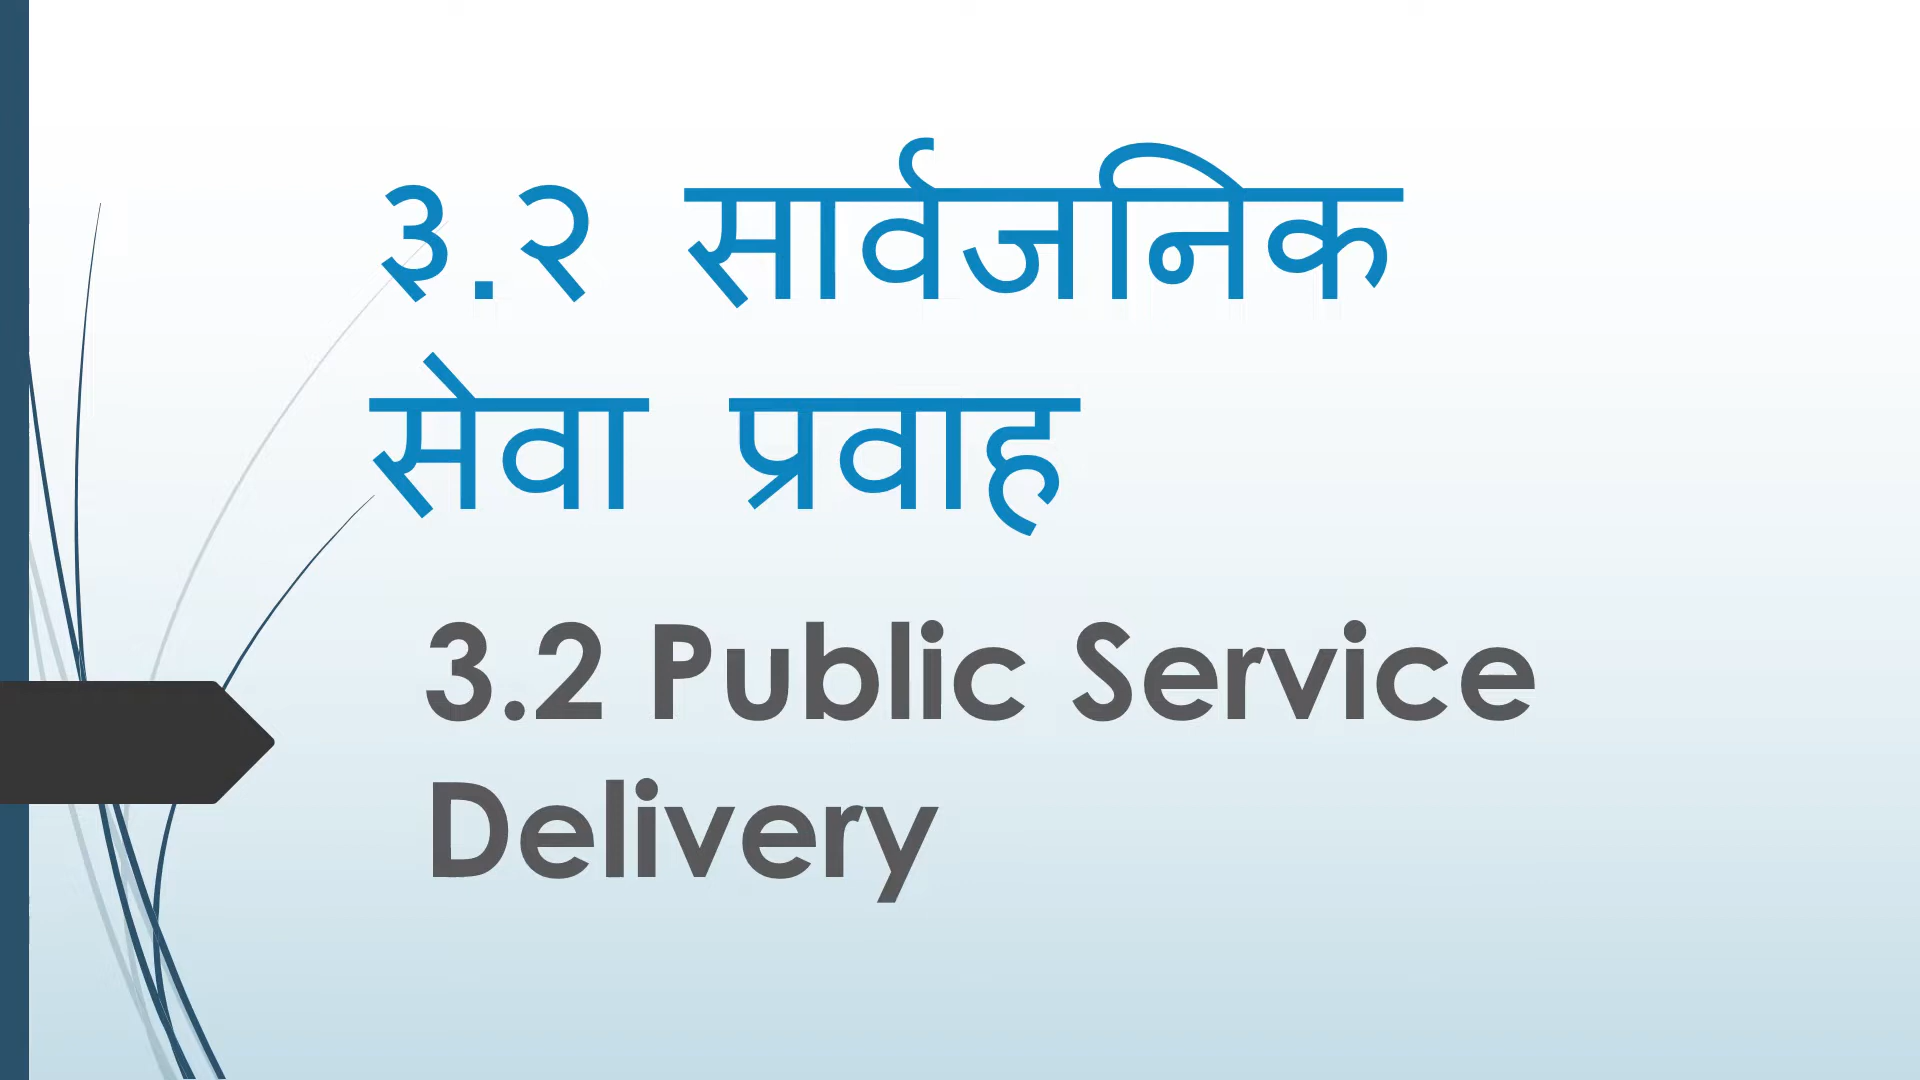 ३.२ सार्वजनिक
सेवा प्रवाह
3.2 Public Service
Delivery